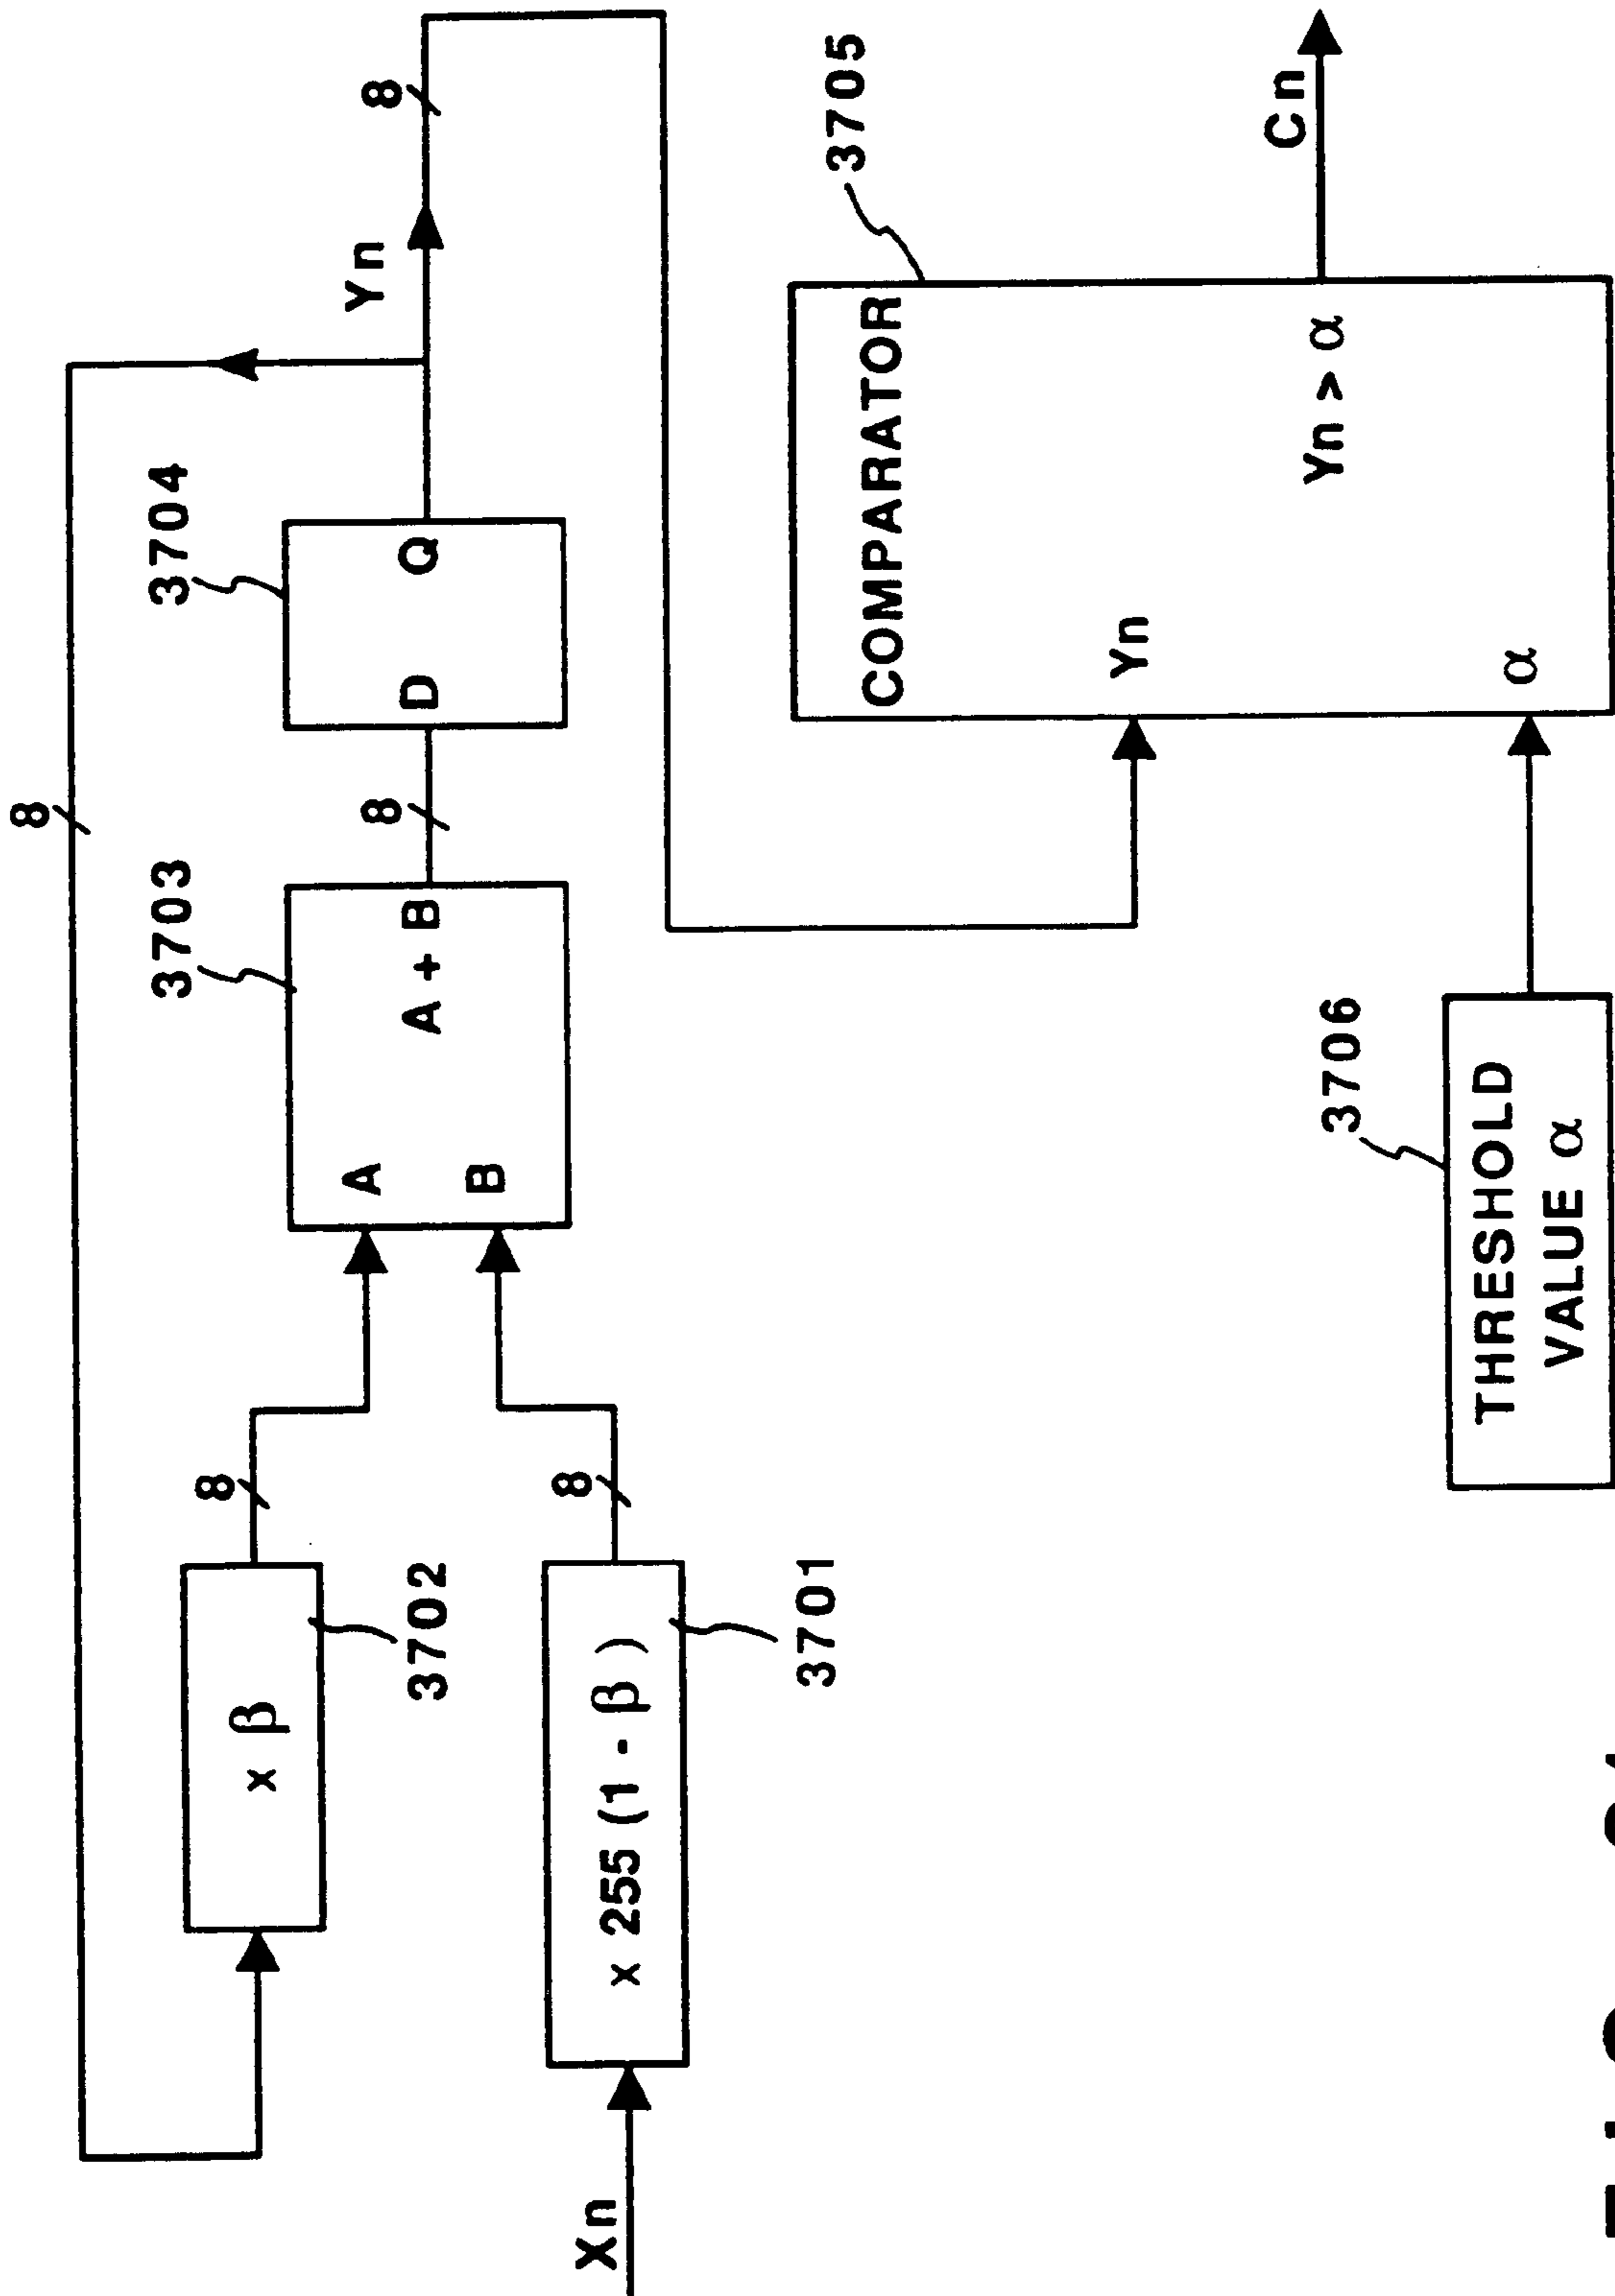 8
3704
Yn
8
3703
D Q
8
A
A + B
B
8
x β
3702
8
Xn
x 255 (1 - β)
3701
3705
COMPARATOR
Yn
Yn > α
α
Cn
3706
THRESHOLD
VALUE α